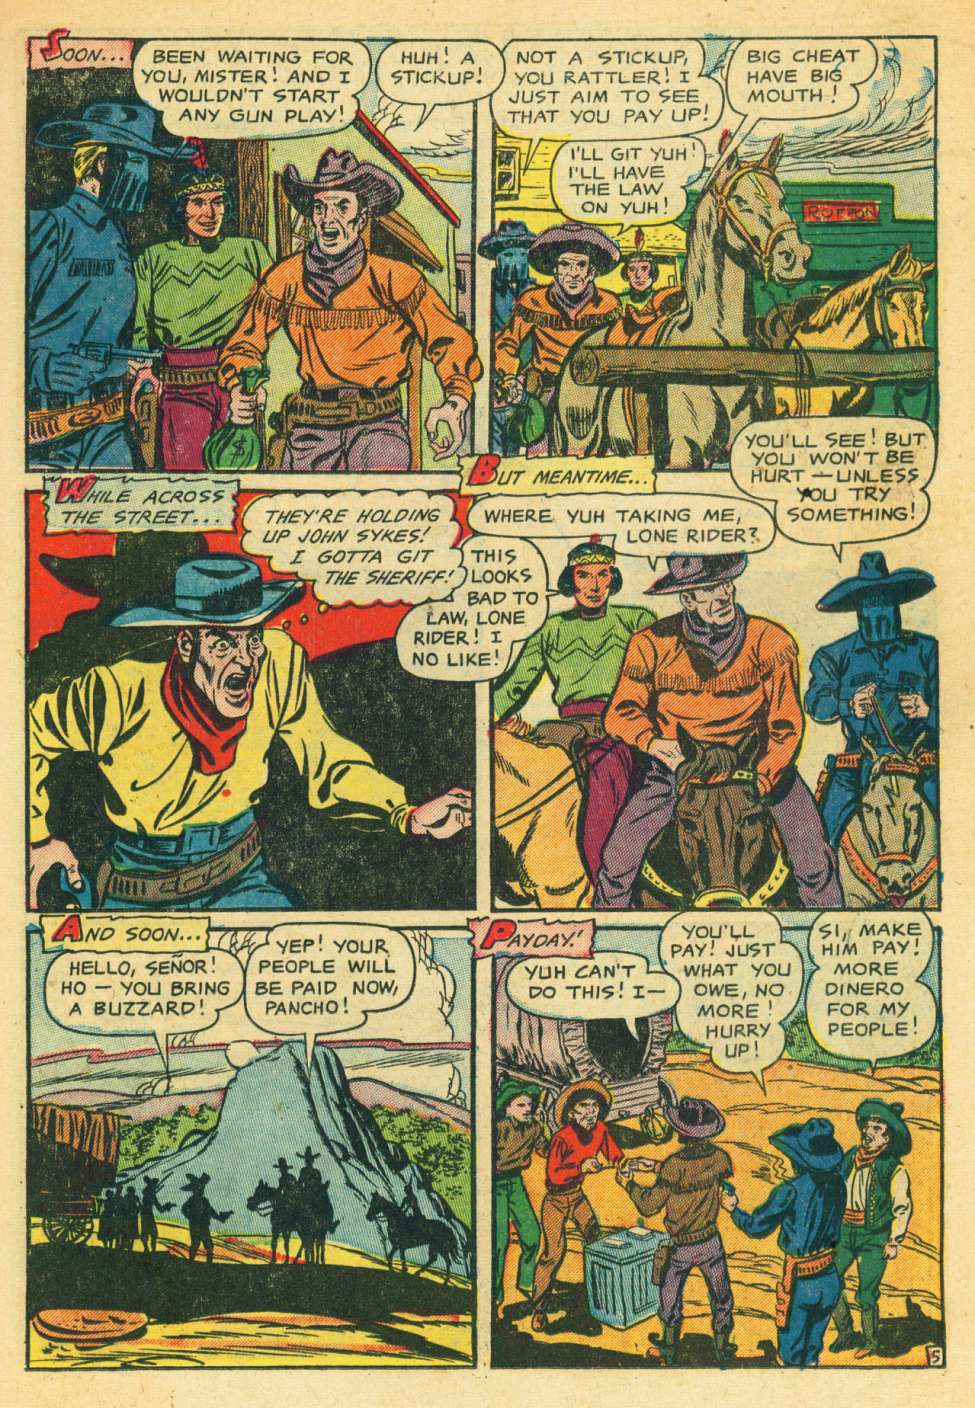 SOON...
BEEN WAITING FOR
YOU, MISTER! AND I
WOULDN'T START
ANY GUN PLAY!
HUH! A
STICKUP!
$
NOT A STICKUP,
YOU RATTLER! I
JUST AIM TO SEE
THAT YOU PAY UP!
BIG CHEAT
HAVE BIG
MOUTH!
I'LL GIT YUH!
I'LL HAVE
THE LAW
ON YUH!
WHILE ACROSS
THE STREET...
THEY'RE HOLDING
UP JOHN SYKES!
I GOTTA GIT
THE SHERIFF!
BUT MEANTIME...
WHERE YUH TAKING ME,
LONE RIDER?
YOU'LL SEE! BUT
YOU WON'T BE
HURT — UNLESS
YOU TRY
SOMETHING!
THIS
LOOKS
BAD TO
LAW, LONE
RIDER! I
NO LIKE!
AND SOON...
HELLO, SEÑOR!
HO — YOU BRING
A BUZZARD!
YEP! YOUR
PEOPLE WILL
BE PAID NOW,
PANCHO!
PAYDAY!
YUH CAN'T
DO THIS! I—
YOU'LL
PAY! JUST
WHAT YOU
OWE, NO
MORE!
HURRY
UP!
SI, MAKE
HIM PAY!
MORE
DINERO
FOR MY
PEOPLE!
5